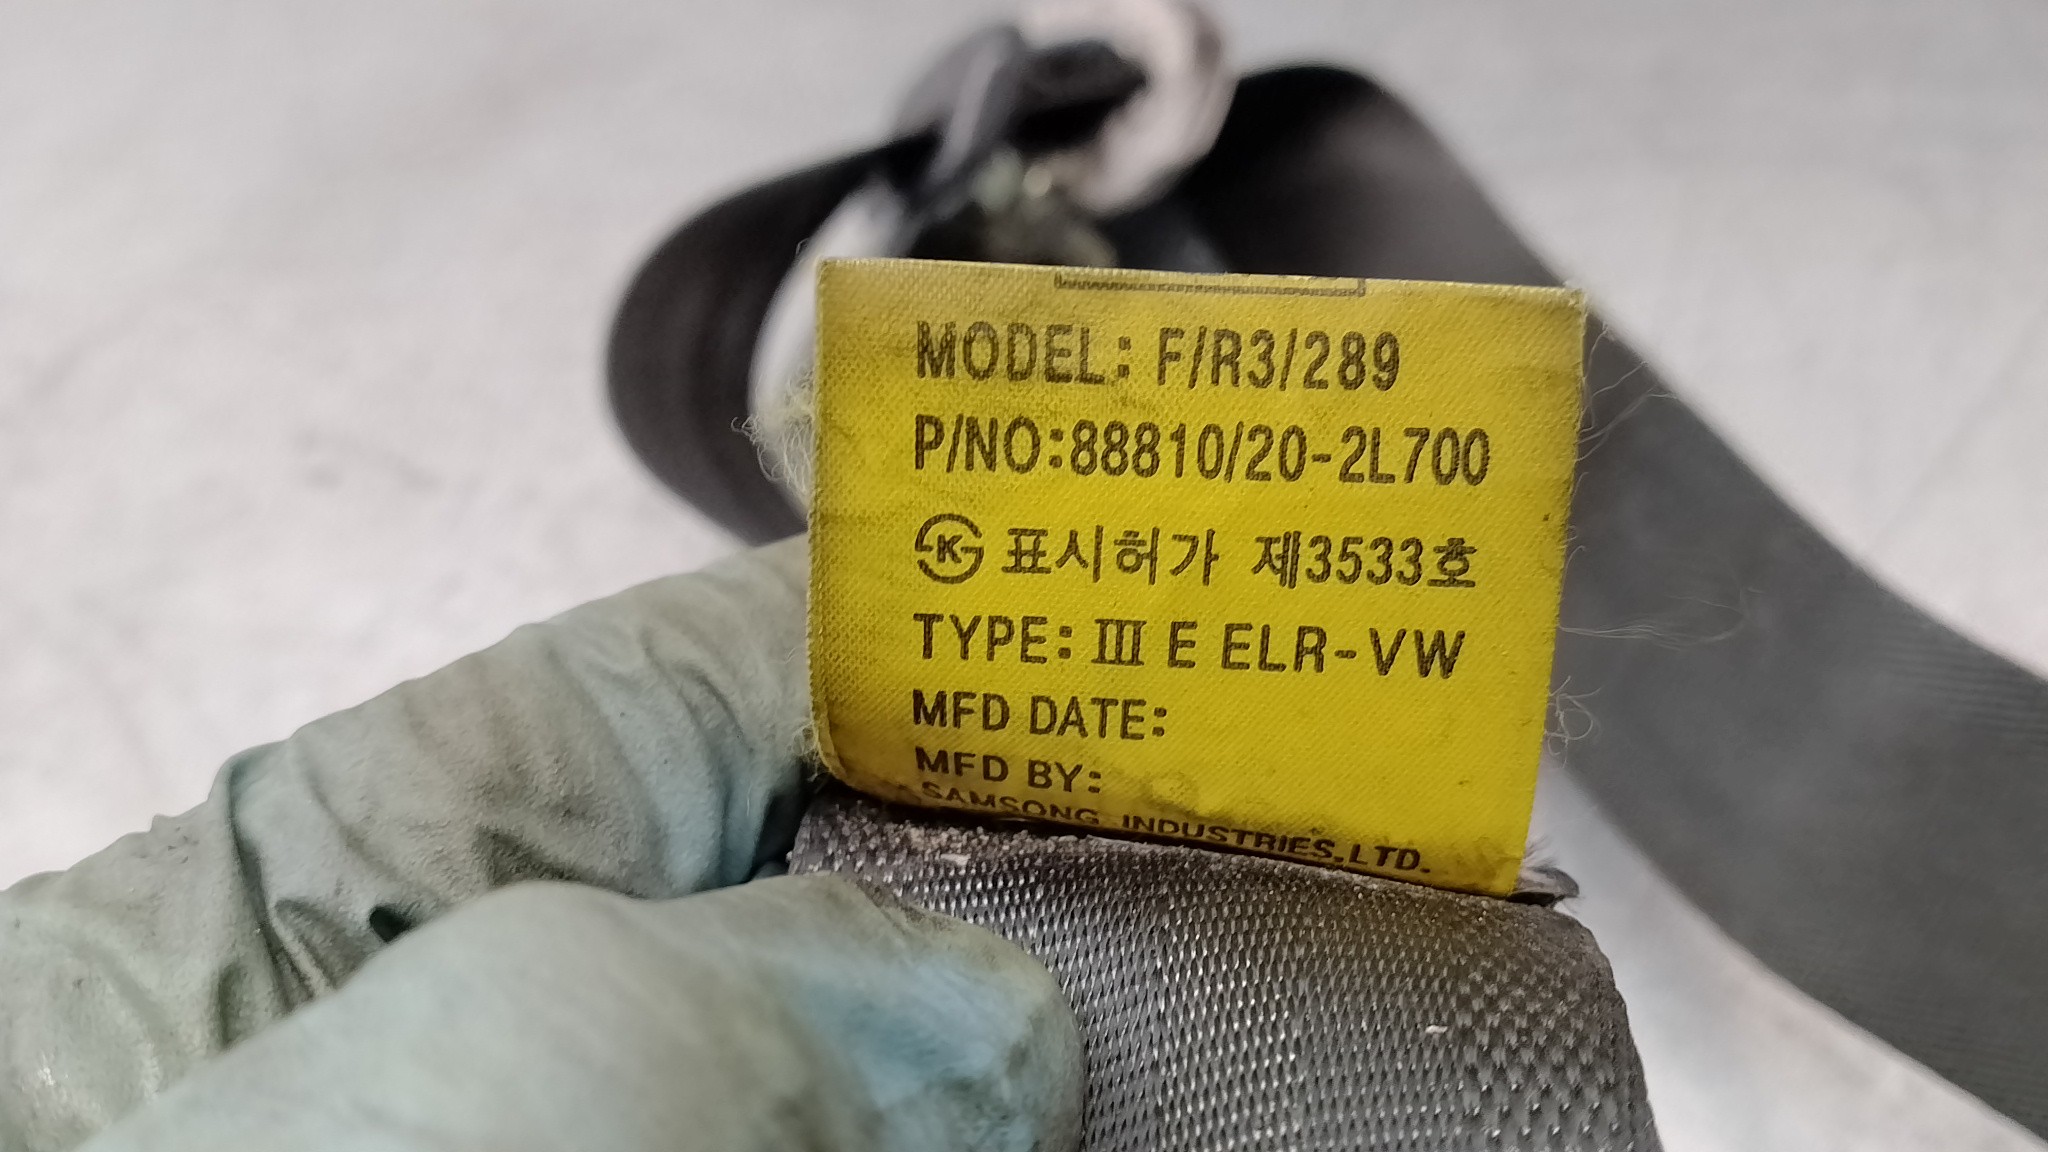 MODEL: F/R3/289
P/NO:88810/20-2L700
K 표시허가 제3533호
TYPE: III E ELR-VW
MFD DATE:
MFD BY:
SAMSONG INDUSTRIES,LTD.